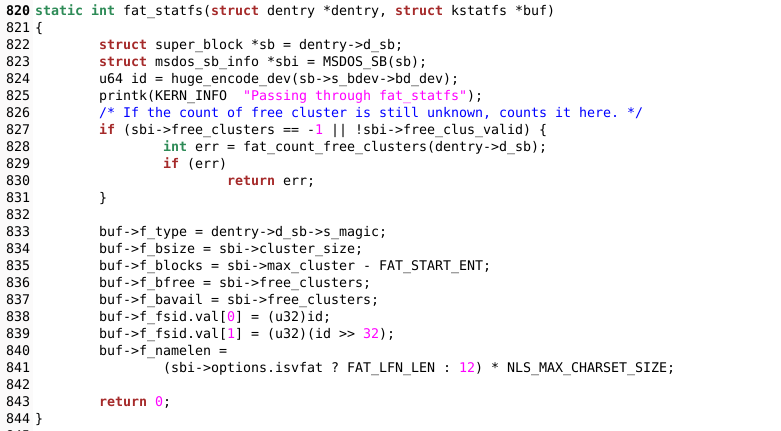 820 static int fat_statfs(struct dentry *dentry, struct kstatfs *buf)
821 {
822         struct super_block *sb = dentry->d_sb;
823         struct msdos_sb_info *sbi = MSDOS_SB(sb);
824         u64 id = huge_encode_dev(sb->s_bdev->bd_dev);
825         printk(KERN_INFO  "Passing through fat_statfs");
826         /* If the count of free cluster is still unknown, counts it here. */
827         if (sbi->free_clusters == -1 || !sbi->free_clus_valid) {
828                 int err = fat_count_free_clusters(dentry->d_sb);
829                 if (err)
830                         return err;
831         }
832
833         buf->f_type = dentry->d_sb->s_magic;
834         buf->f_bsize = sbi->cluster_size;
835         buf->f_blocks = sbi->max_cluster - FAT_START_ENT;
836         buf->f_bfree = sbi->free_clusters;
837         buf->f_bavail = sbi->free_clusters;
838         buf->f_fsid.val[0] = (u32)id;
839         buf->f_fsid.val[1] = (u32)(id >> 32);
840         buf->f_namelen =
841                 (sbi->options.isvfat ? FAT_LFN_LEN : 12) * NLS_MAX_CHARSET_SIZE;
842
843         return 0;
844 }